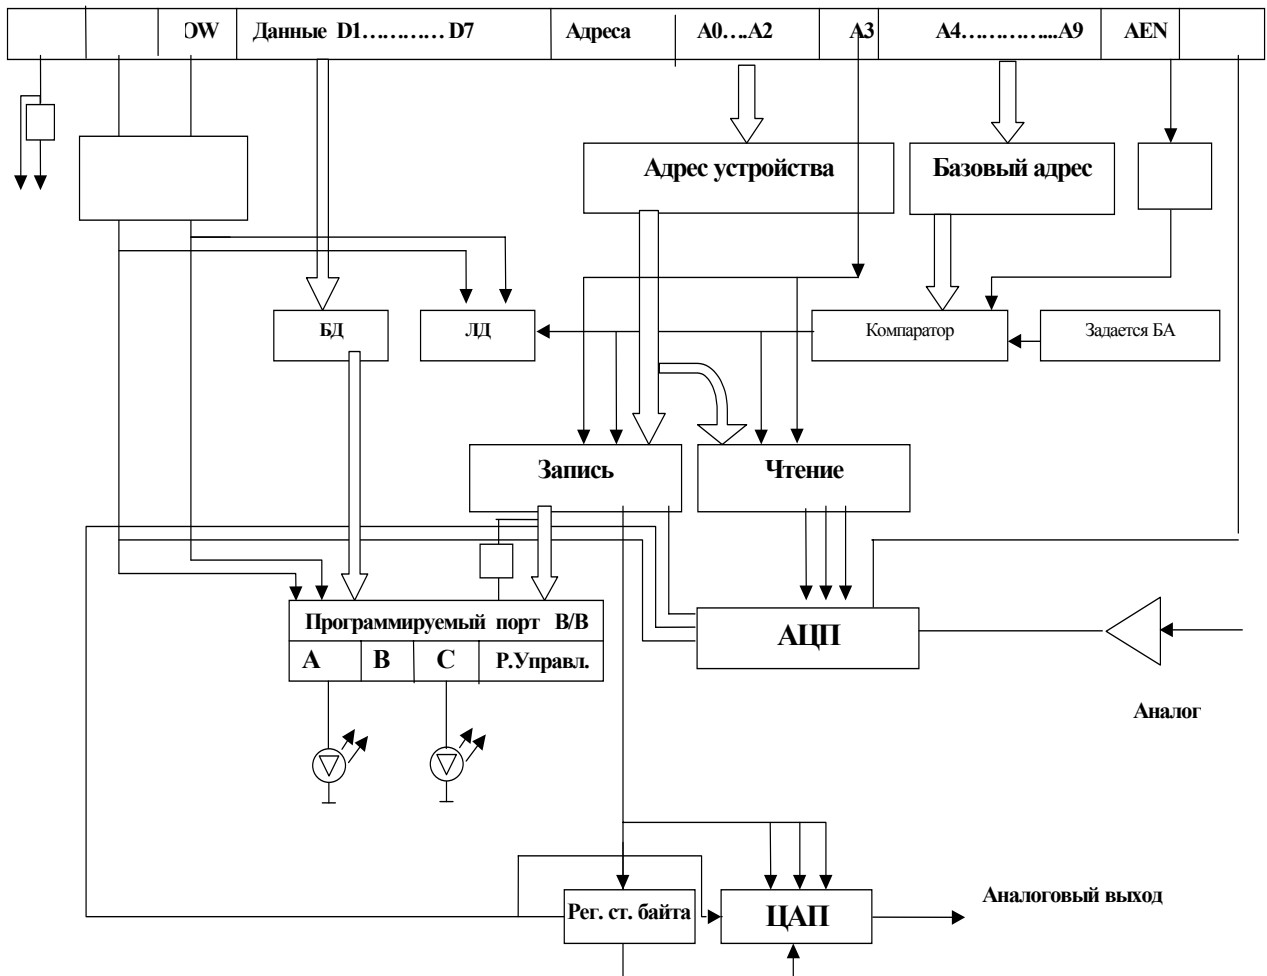 OW Данные D1………… D7 Адреса A0….A2 A3 A4…………...A9 AEN
Адрес устройства
Базовый адрес
БД
ЛД
Компаратор
Задается БА
Запись
Чтение
Программируемый порт В/В
А В С Р.Управл.
АЦП
Аналог
Рег. ст. байта
ЦАП
Аналоговый выход